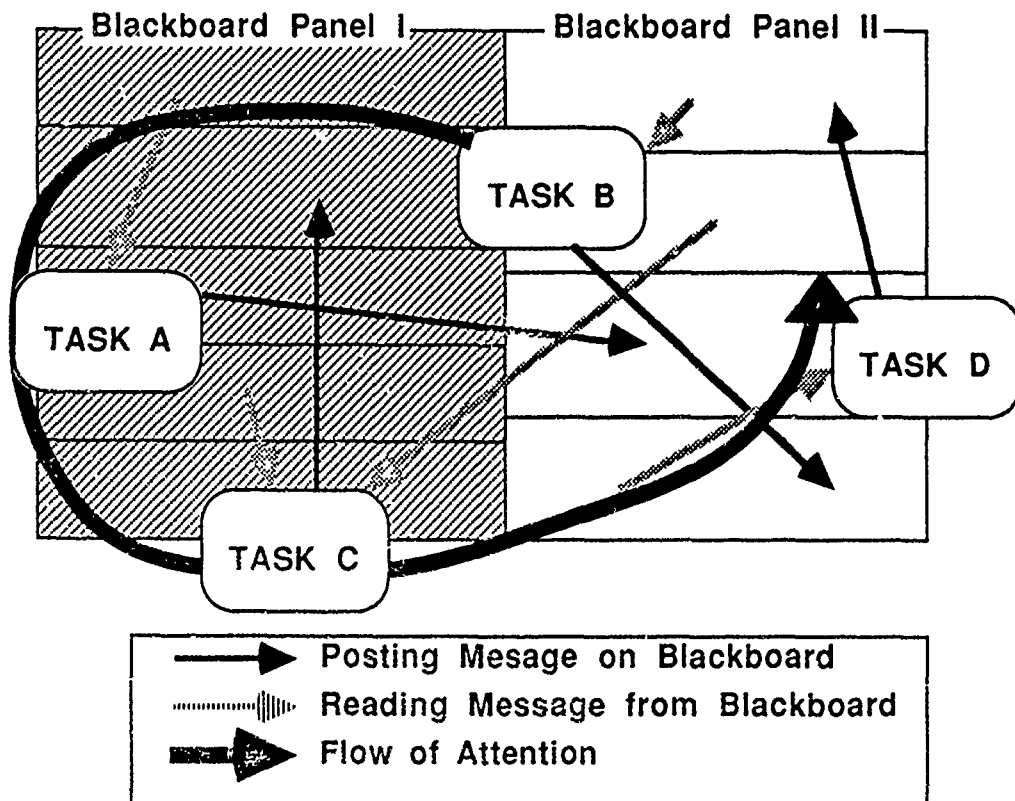 Blackboard Panel I
Blackboard Panel II
TASK B
TASK A
TASK D
TASK C
Posting Mesage on Blackboard
Reading Message from Blackboard
Flow of Attention